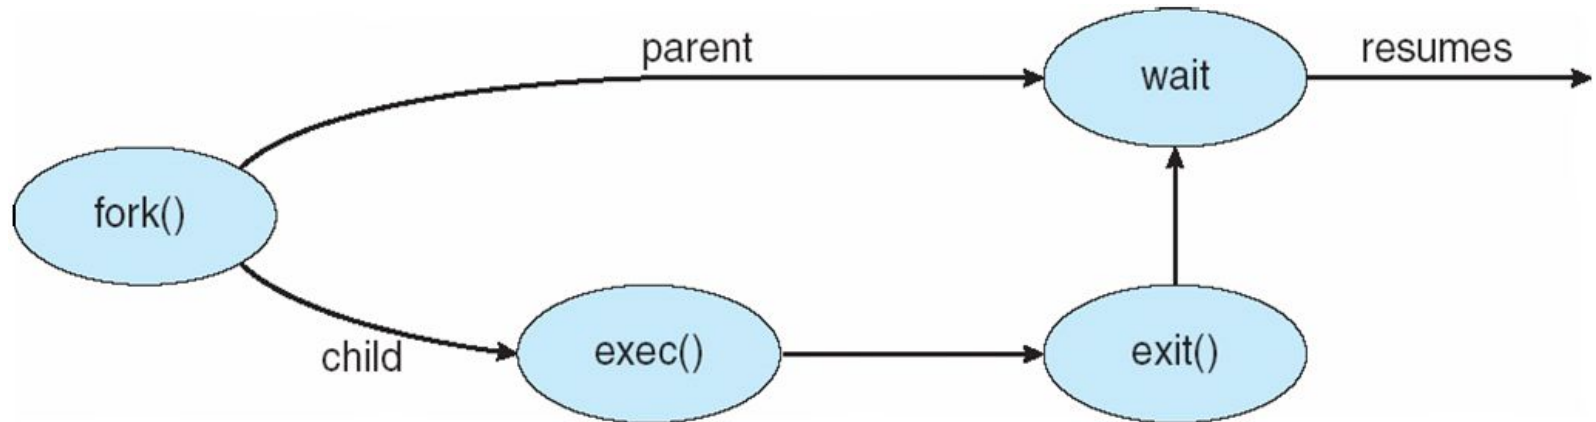 parent
wait
resumes
fork()
child
exec()
exit()